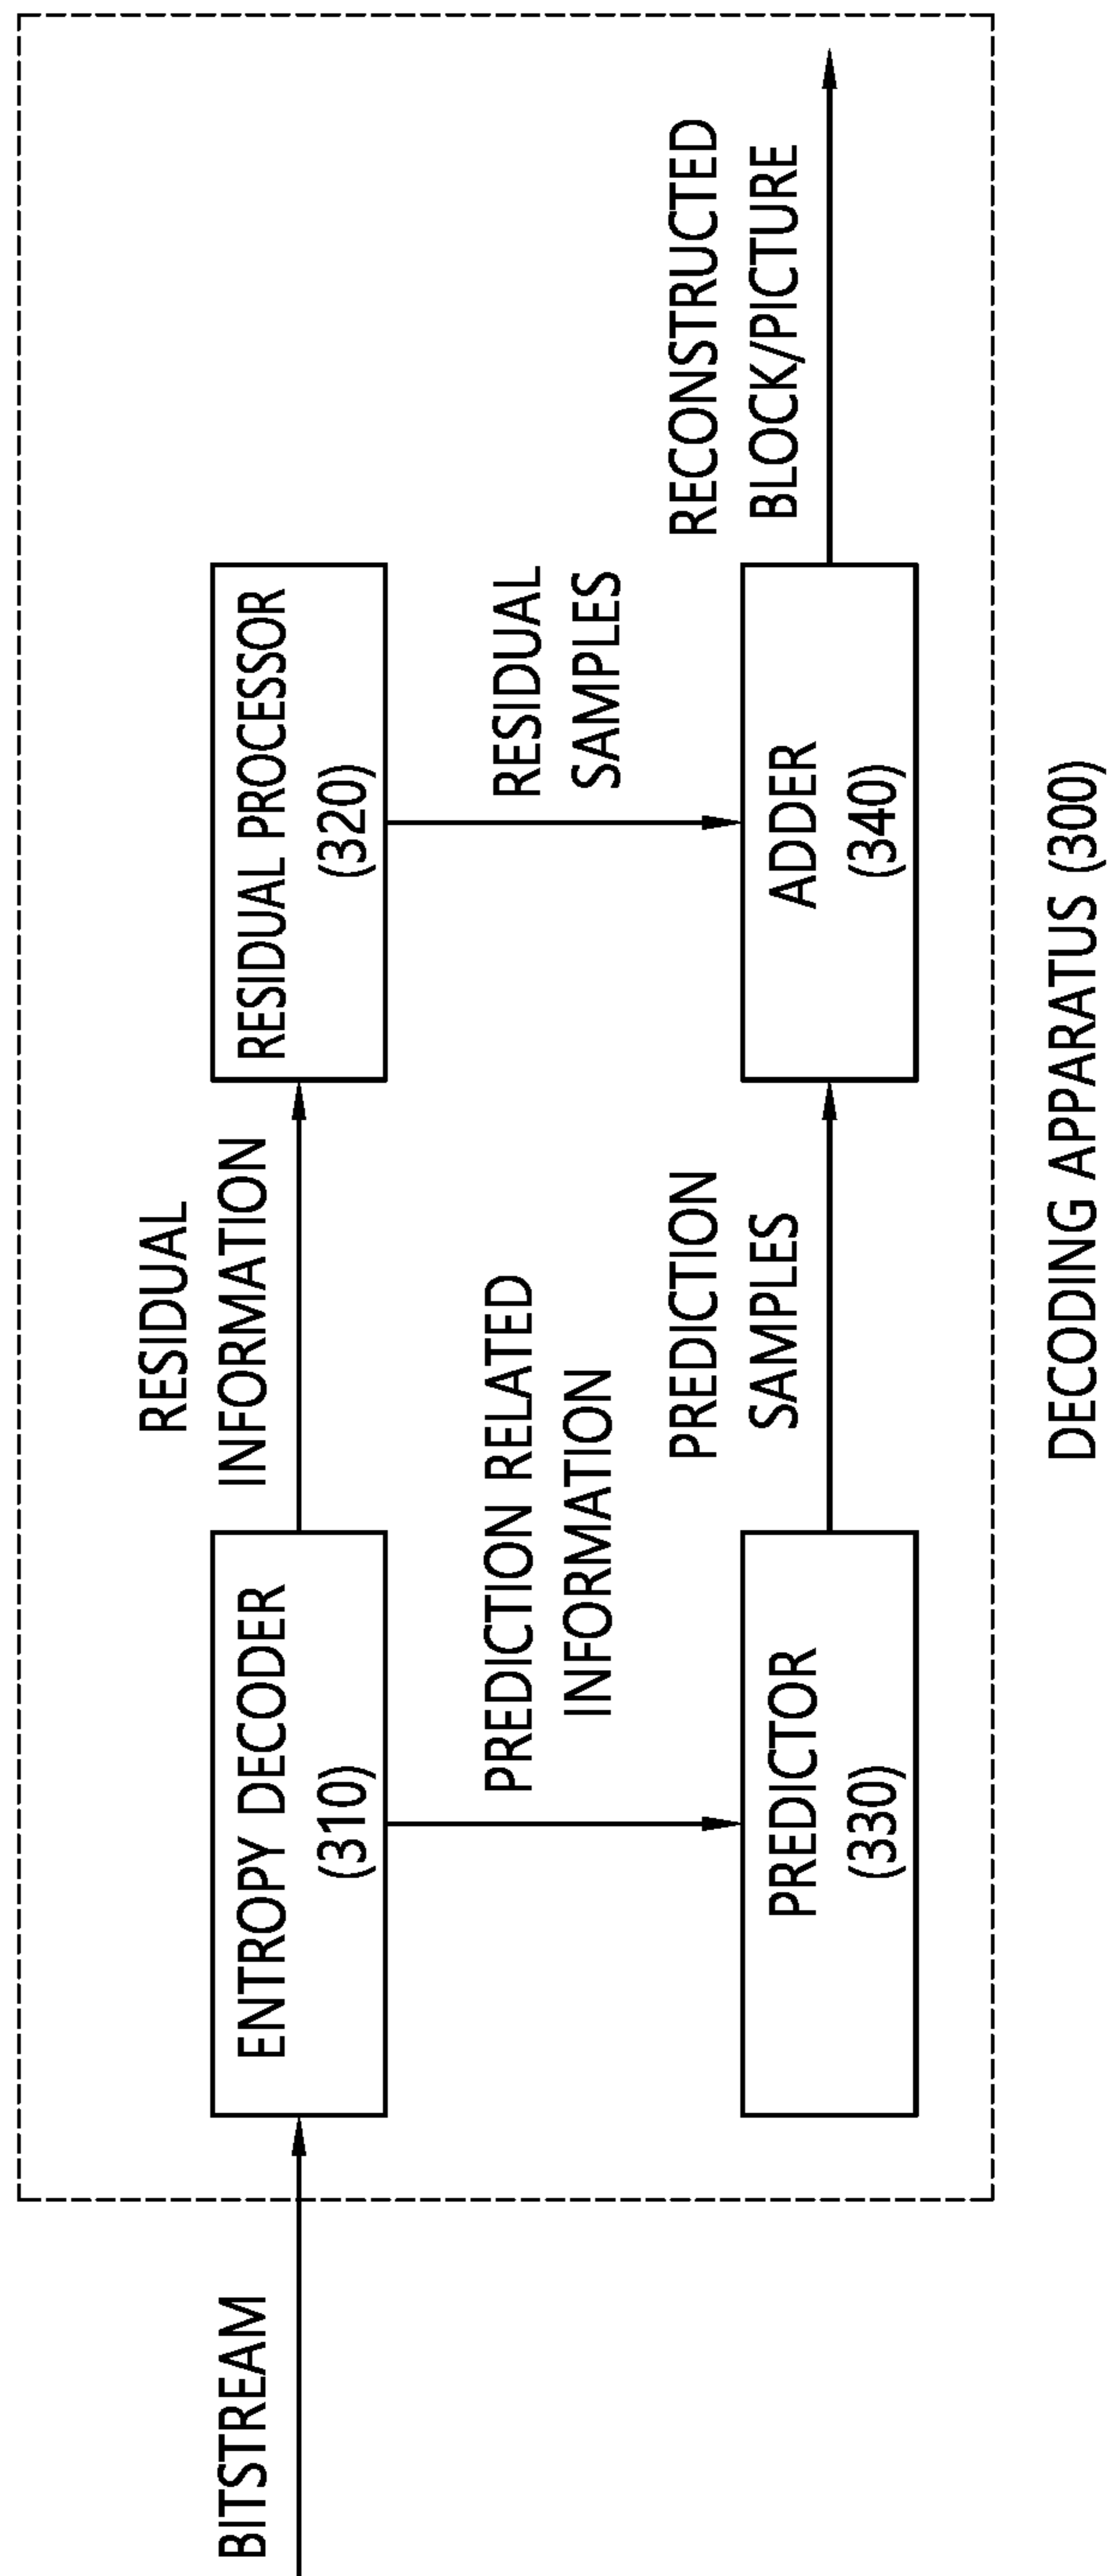 BITSTREAM
ENTROPY DECODER
(310)
RESIDUAL
INFORMATION
RESIDUAL PROCESSOR
(320)
PREDICTION RELATED
INFORMATION
RESIDUAL
SAMPLES
PREDICTOR
(330)
PREDICTION
SAMPLES
ADDER
(340)
RECONSTRUCTED
BLOCK/PICTURE
DECODING APPARATUS (300)